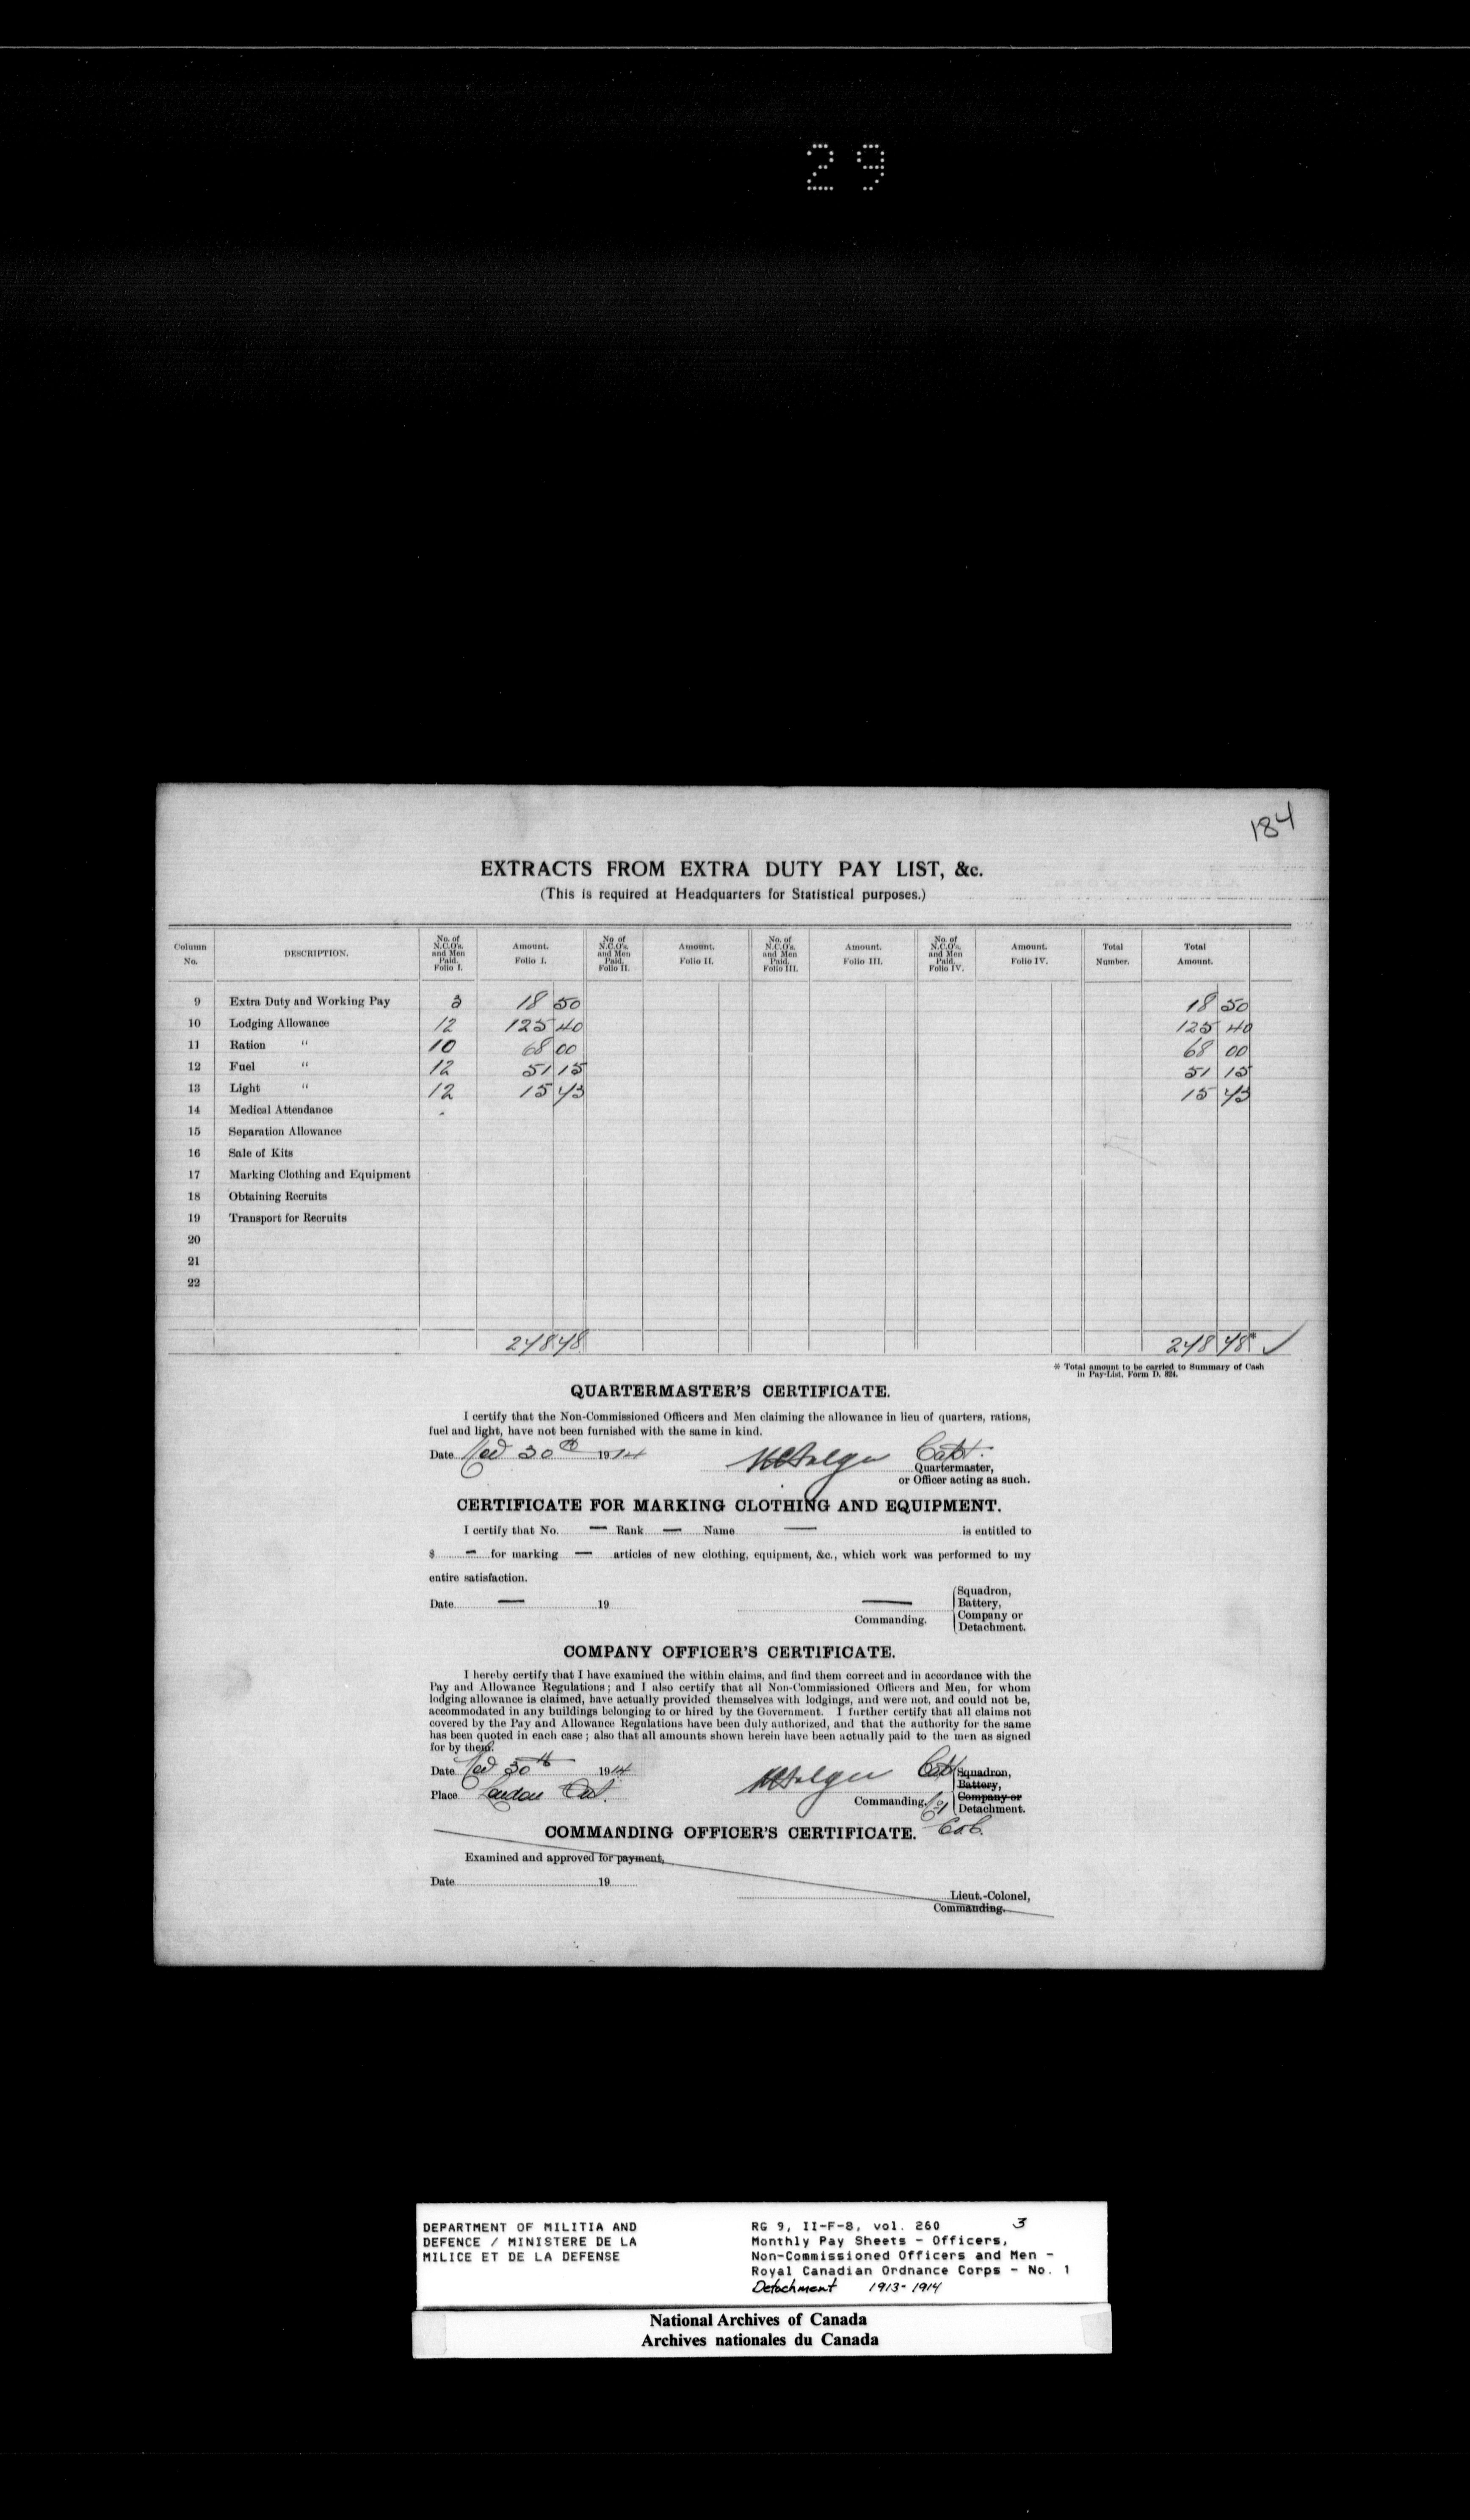 29
184
EXTRACTS FROM EXTRA DUTY PAY LIST, &c.
(This is required at Headquarters for Statistical purposes.)
Column No. DESCRIPTION. No. of N.C.O's. and Men Paid. Folio I. Amount. Folio I. No. of N.C.O's. and Men Paid. Folio II. Amount. Folio II. No. of N.C.O's. and Men Paid. Folio III. Amount. Folio III. No. of N.C.O's. and Men Paid. Folio IV. Amount. Folio IV. Total Number. Total Amount.
9 Extra Duty and Working Pay 3 18 50 18 50
10 Lodging Allowance 12 125 40 125 40
11 Ration " 10 68 00 68 00
12 Fuel " 12 51 15 51 15
13 Light " 12 15 43 15 43
14 Medical Attendance
15 Separation Allowance
16 Sale of Kits
17 Marking Clothing and Equipment
18 Obtaining Recruits
19 Transport for Recruits
20
21
22
248 48 248 48* ✓
* Total amount to be carried to Summary of Cash
in Pay-List, Form D. 824.
QUARTERMASTER'S CERTIFICATE.
I certify that the Non-Commissioned Officers and Men claiming the allowance in lieu of quarters, rations,
fuel and light, have not been furnished with the same in kind.
Date 30th 1914 Capt.
Quartermaster,
or Officer acting as such.
CERTIFICATE FOR MARKING CLOTHING AND EQUIPMENT.
I certify that No. — Rank — Name — is entitled to
$ — for marking — articles of new clothing, equipment, &c., which work was performed to my
entire satisfaction.
Date — 19 — Commanding. Squadron, Battery, Company or Detachment.
COMPANY OFFICER'S CERTIFICATE.
I hereby certify that I have examined the within claims, and find them correct and in accordance with the
Pay and Allowance Regulations; and I also certify that all Non-Commissioned Officers and Men, for whom
lodging allowance is claimed, have actually provided themselves with lodgings, and were not, and could not be,
accommodated in any buildings belonging to or hired by the Government. I further certify that all claims not
covered by the Pay and Allowance Regulations have been duly authorized, and that the authority for the same
has been quoted in each case; also that all amounts shown herein have been actually paid to the men as signed
for by them.
Date 30th 1914 Capt Squadron,
Battery,
Place London Ont. Commanding. Company or
Detachment.
COMMANDING OFFICER'S CERTIFICATE.
Examined and approved for payment,
Date 19
Lieut.-Colonel,
Commanding.
DEPARTMENT OF MILITIA AND
DEFENCE / MINISTERE DE LA
MILICE ET DE LA DEFENSE
RG 9, II-F-8, vol. 260 3
Monthly Pay Sheets - Officers,
Non-Commissioned Officers and Men -
Royal Canadian Ordnance Corps - No. 1
Detachment 1913-1914
National Archives of Canada
Archives nationales du Canada